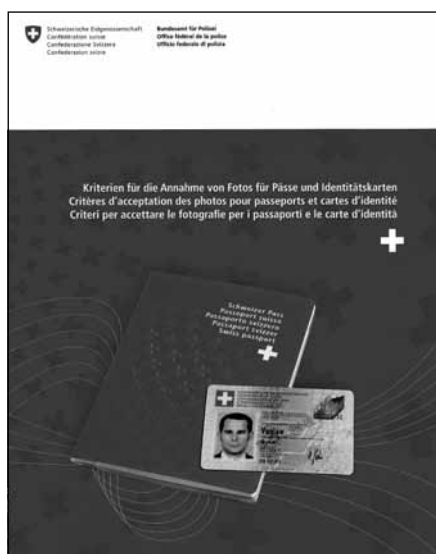 Schweizerische Eidgenossenschaft
Confédération suisse
Confederazione Svizzera
Confederaziun svizra
Bundesamt für Polizei
Office fédéral de la police
Ufficio federale di polizia
Kriterien für die Annahme von Fotos für Pässe und Identitätskarten
Critères d'acceptation des photos pour passeports et cartes d'identité
Criteri per accettare le fotografie per i passaporti e le carte d'identità
Schweizer Pass
Passeport suisse
Passaporto svizzero
Passaport svizzer
Swiss passport